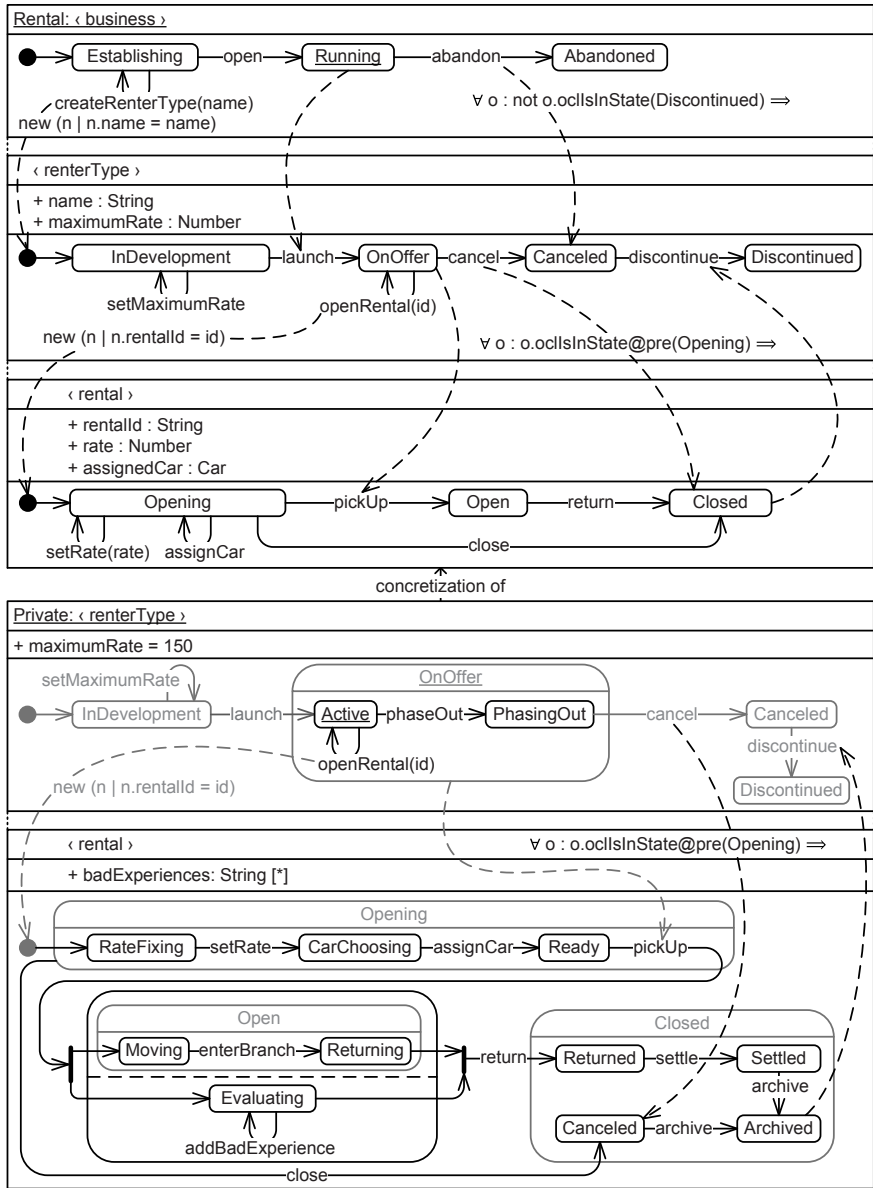 Rental: ‹ business ›
Establishing open Running abandon Abandoned
createRenterType(name) ∀ o : not o.oclIsInState(Discontinued) ⟹
new (n | n.name = name)
‹ renterType ›
+ name : String
+ maximumRate : Number
InDevelopment launch OnOffer cancel Canceled discontinue Discontinued
setMaximumRate openRental(id)
new (n | n.rentalId = id) ∀ o : o.oclIsInState@pre(Opening) ⟹
‹ rental ›
+ rentalId : String
+ rate : Number
+ assignedCar : Car
Opening pickUp Open return Closed
setRate(rate) assignCar close
concretization of
Private: ‹ renterType ›
+ maximumRate = 150
OnOffer
setMaximumRate
InDevelopment launch Active phaseOut PhasingOut cancel Canceled
discontinue
openRental(id)
new (n | n.rentalId = id) Discontinued
‹ rental › ∀ o : o.oclIsInState@pre(Opening) ⟹
+ badExperiences: String [*]
Opening
RateFixing setRate CarChoosing assignCar Ready pickUp
Open Closed
Moving enterBranch Returning return Returned settle Settled
archive
Evaluating
Canceled archive Archived
addBadExperience
close